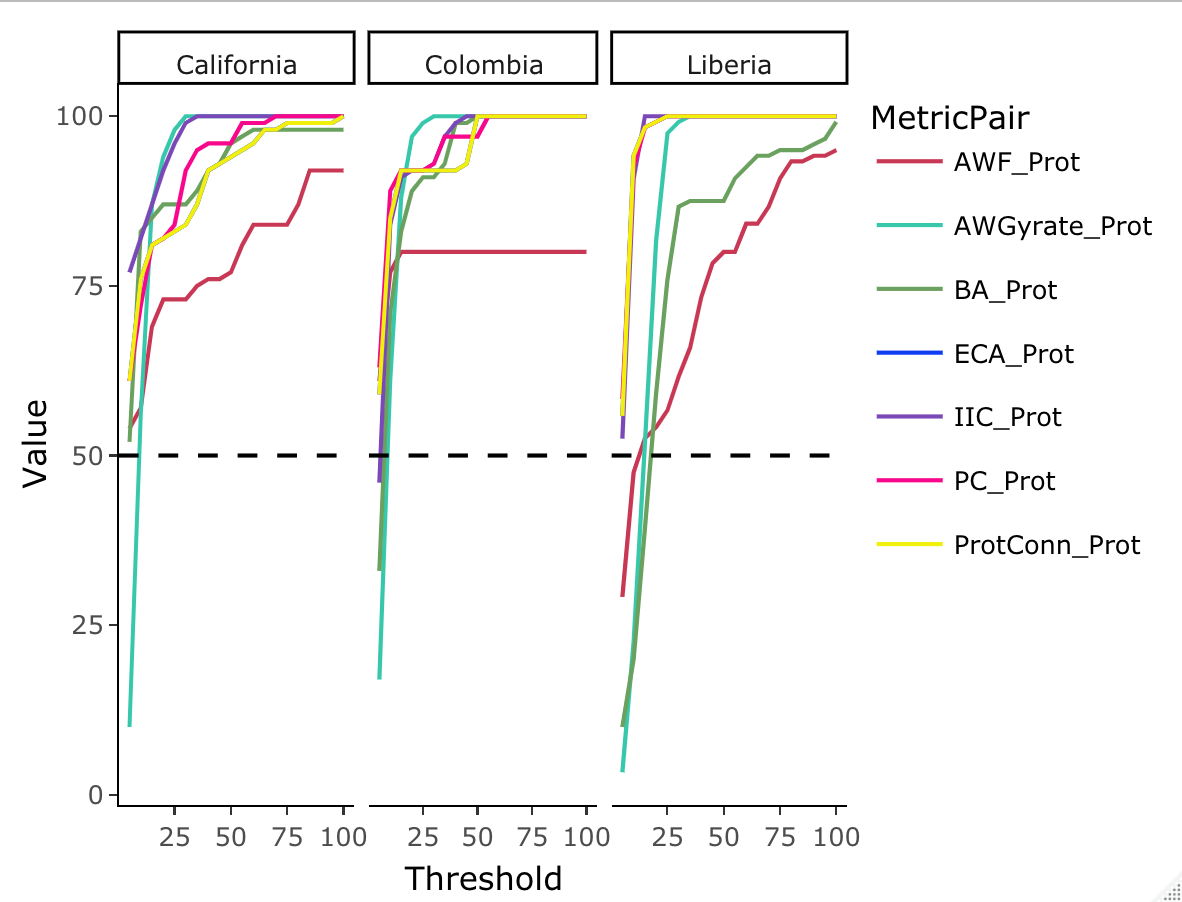 California Colombia Liberia
MetricPair
AWF_Prot
AWGyrate_Prot
BA_Prot
ECA_Prot
IIC_Prot
PC_Prot
ProtConn_Prot
Value
100
75
50
25
0
25 50 75 100 25 50 75 100 25 50 75 100
Threshold